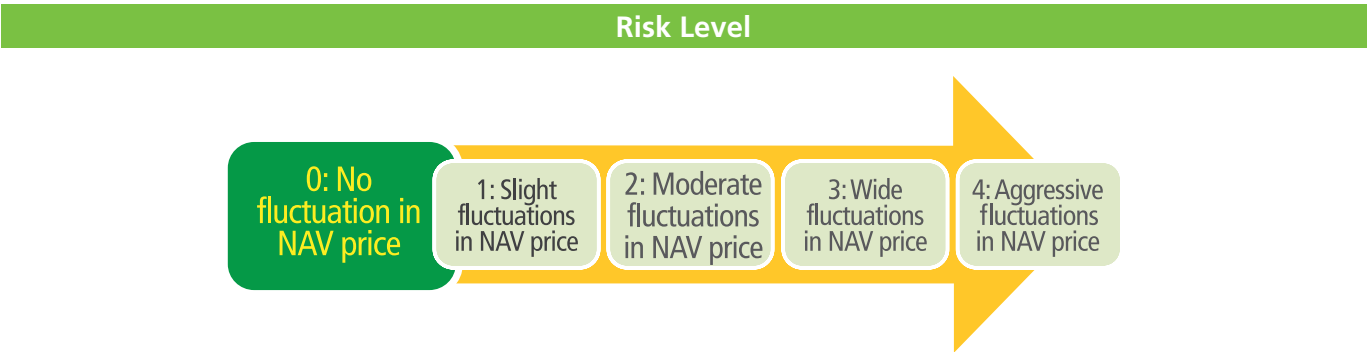 Risk Level
0: No
fluctuation in
NAV price
1: Slight
fluctuations
in NAV price
2: Moderate
fluctuations
in NAV price
3: Wide
fluctuations
in NAV price
4: Aggressive
fluctuations
in NAV price